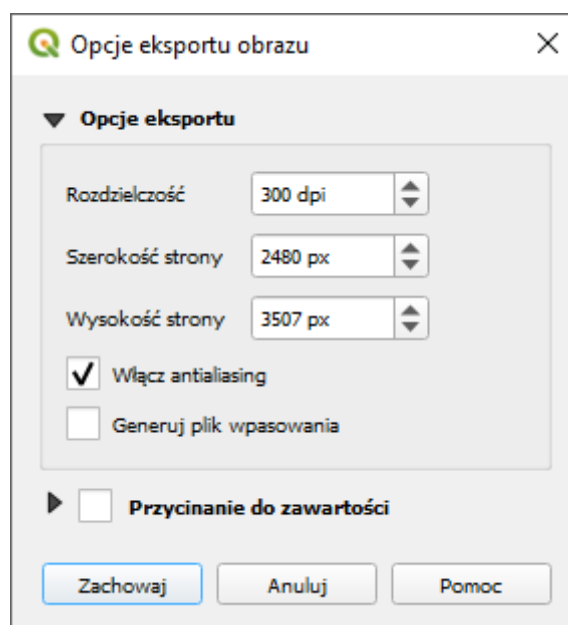 Opcje eksportu obrazu
Opcje eksportu
Rozdzielczość 300 dpi
Szerokość strony 2480 px
Wysokość strony 3507 px
Włącz antialiasing
Generuj plik wpasowania
Przycinanie do zawartości
Zachowaj Anuluj Pomoc